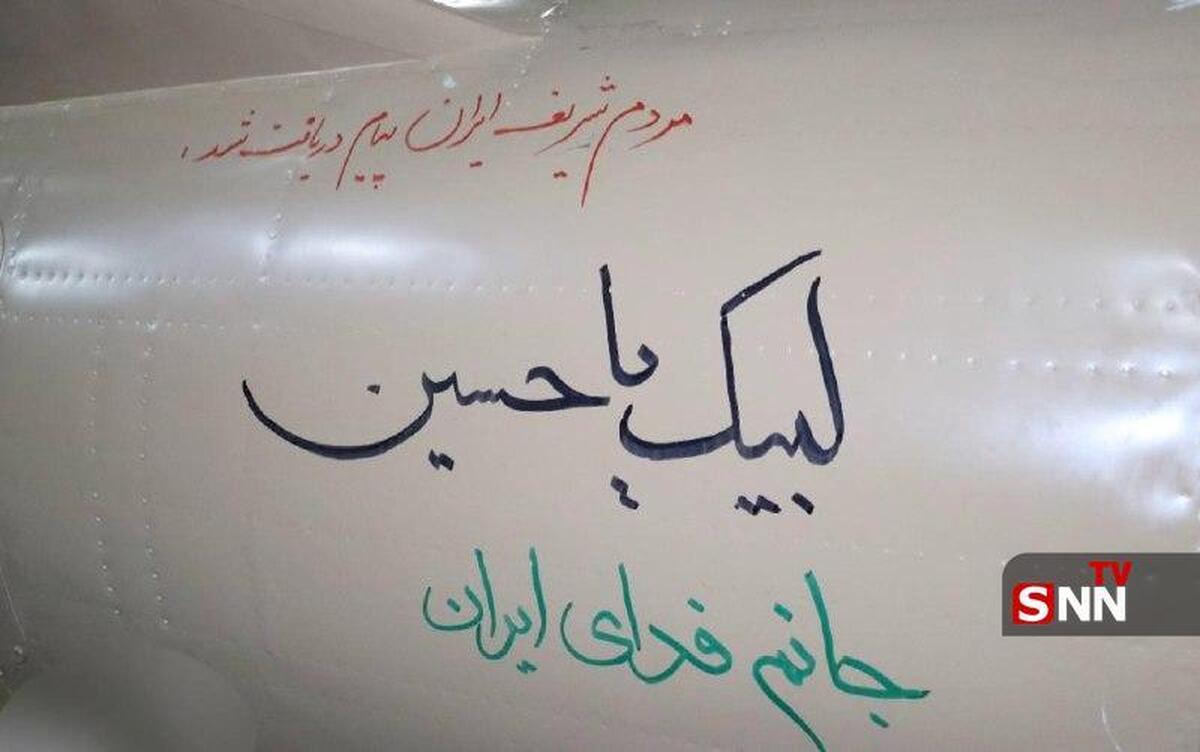 مردم شریف ایران پیام دریافت شد.
لبیک یا حسین
جانم فدای ایران
SNN TV